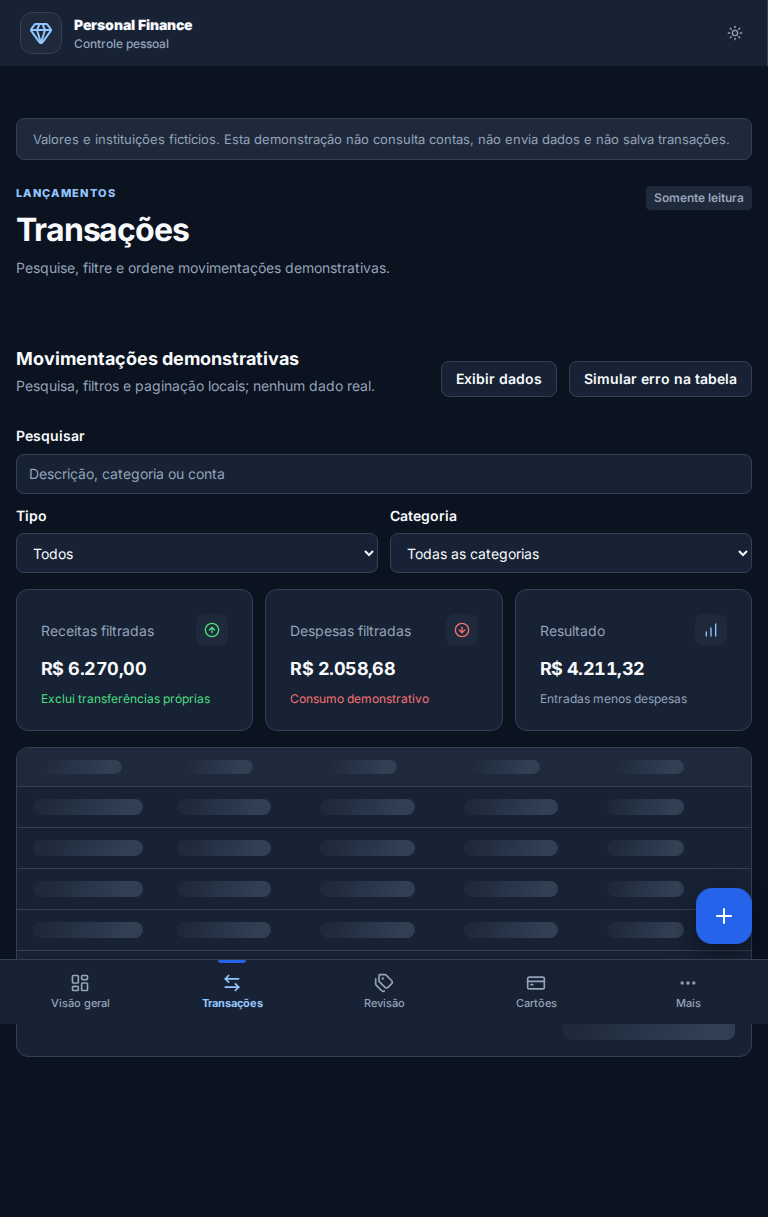 Personal Finance
Controle pessoal
Valores e instituições fictícios. Esta demonstração não consulta contas, não envia dados e não salva transações.
LANÇAMENTOS
Somente leitura
Transações
Pesquise, filtre e ordene movimentações demonstrativas.
Movimentações demonstrativas
Pesquisa, filtros e paginação locais; nenhum dado real.
Exibir dados
Simular erro na tabela
Pesquisar
Descrição, categoria ou conta
Tipo
Categoria
Todos
Todas as categorias
Receitas filtradas
R$ 6.270,00
Exclui transferências próprias
Despesas filtradas
R$ 2.058,68
Consumo demonstrativo
Resultado
R$ 4.211,32
Entradas menos despesas
Visão geral
Transações
Revisão
Cartões
Mais